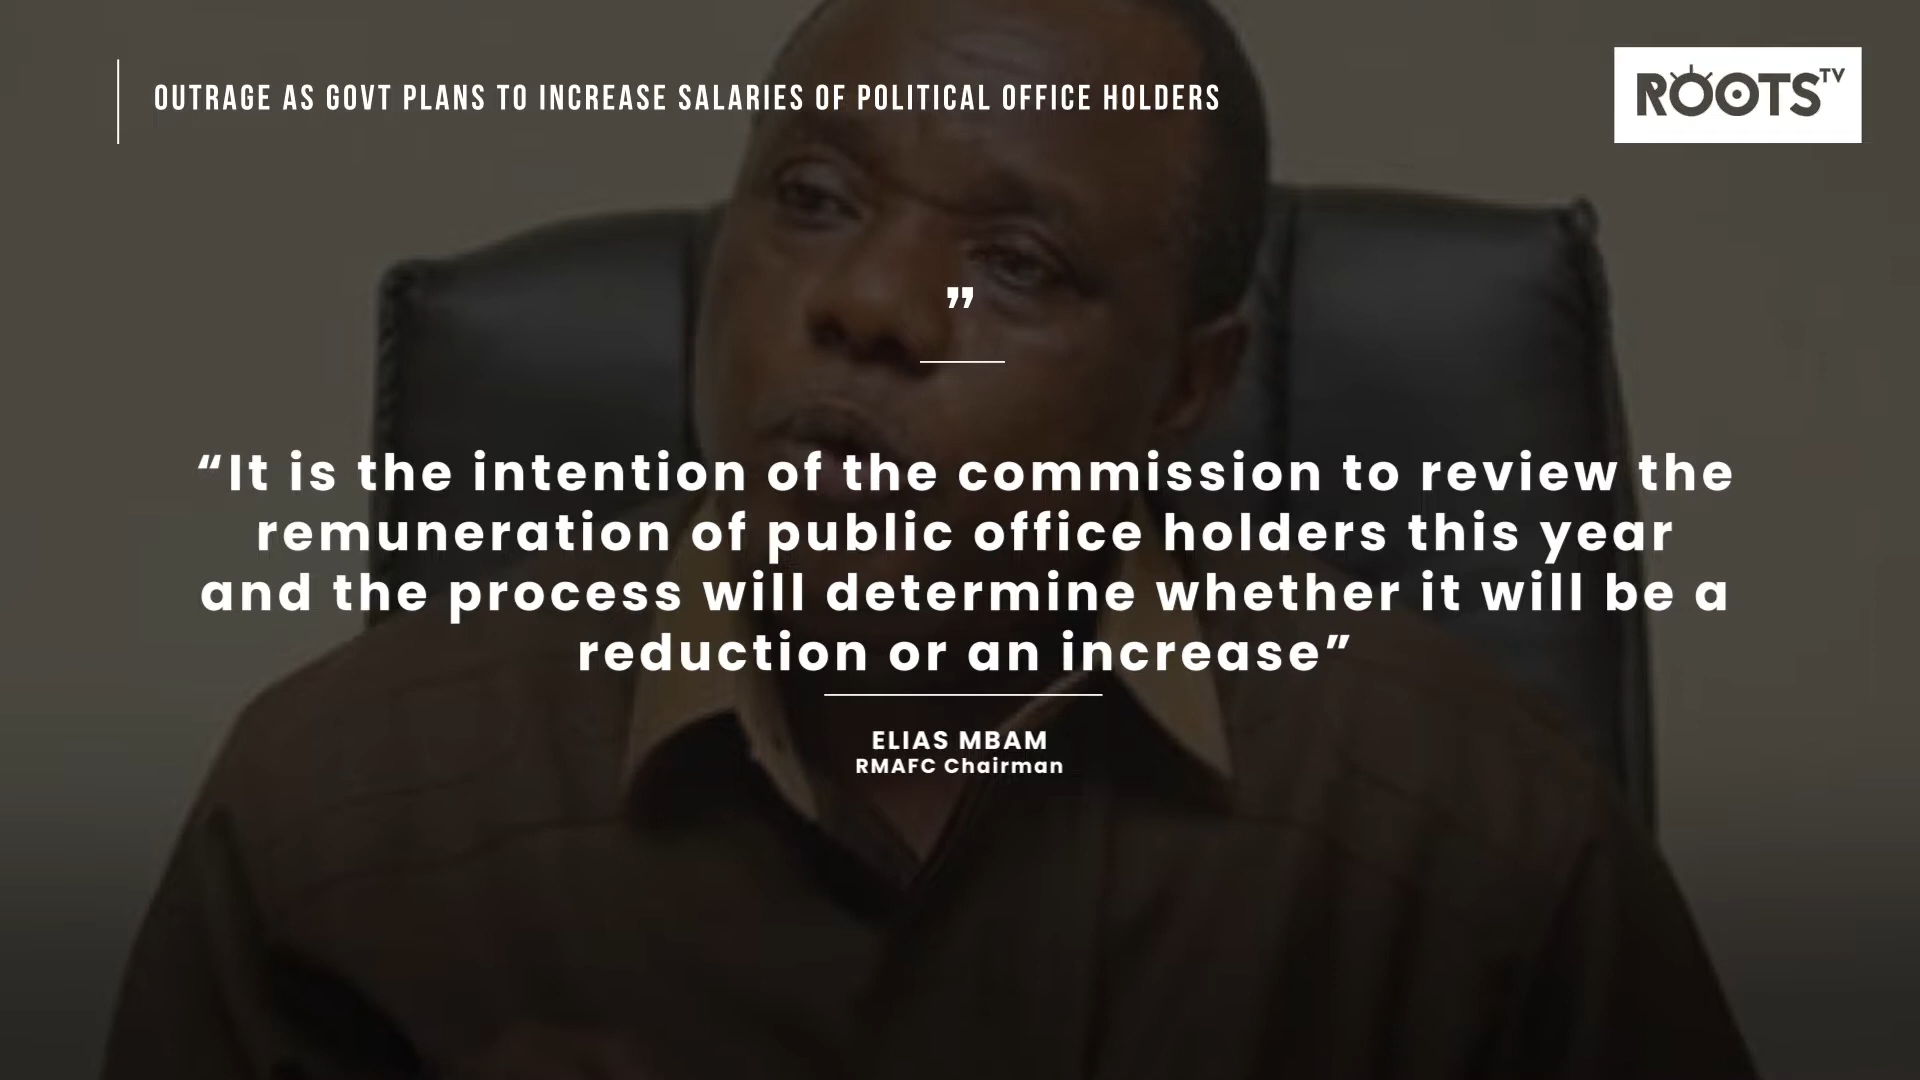 OUTRAGE AS GOVT PLANS TO INCREASE SALARIES OF POLITICAL OFFICE HOLDERS
ROOTS TV
”
“It is the intention of the commission to review the
remuneration of public office holders this year
and the process will determine whether it will be a
reduction or an increase”
ELIAS MBAM
RMAFC Chairman